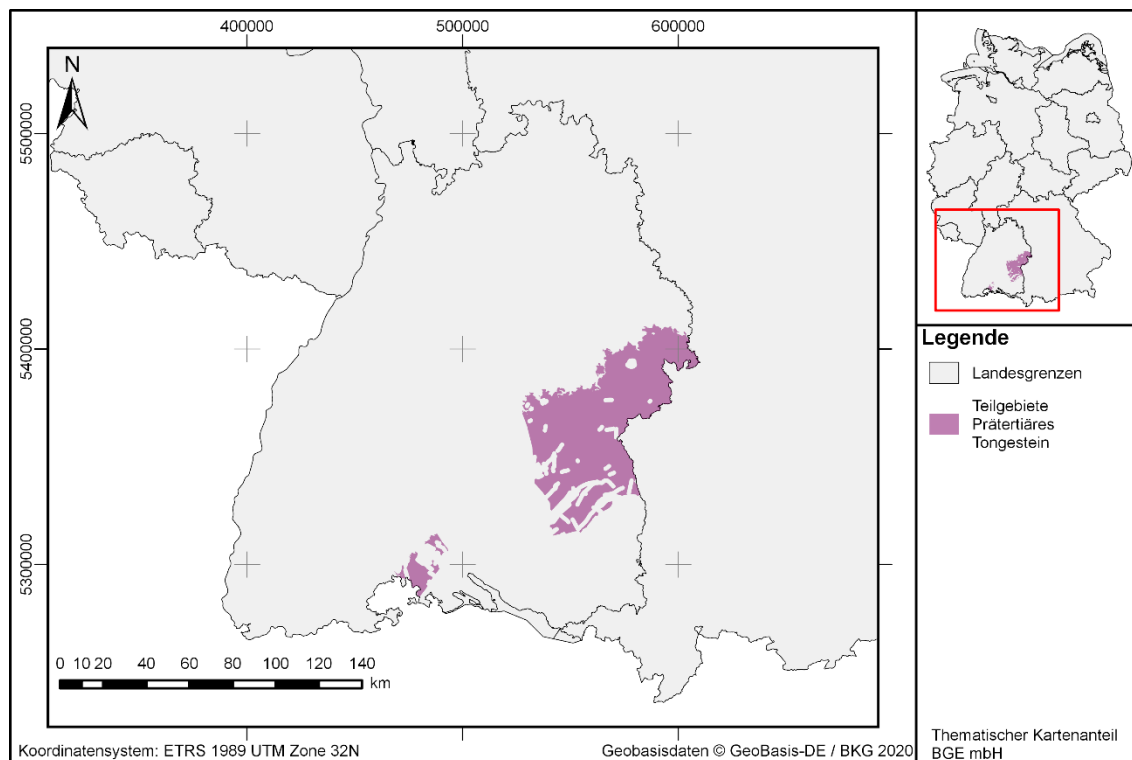 400000
500000
600000
N
5500000
5400000
5300000
0 10 20 40 60 80 100 120 140
km
Koordinatensystem: ETRS 1989 UTM Zone 32N
Geobasisdaten © GeoBasis-DE / BKG 2020
Legende
Landesgrenzen
Teilgebiete
Prätertiäres
Tongestein
Thematischer Kartenanteil
BGE mbH